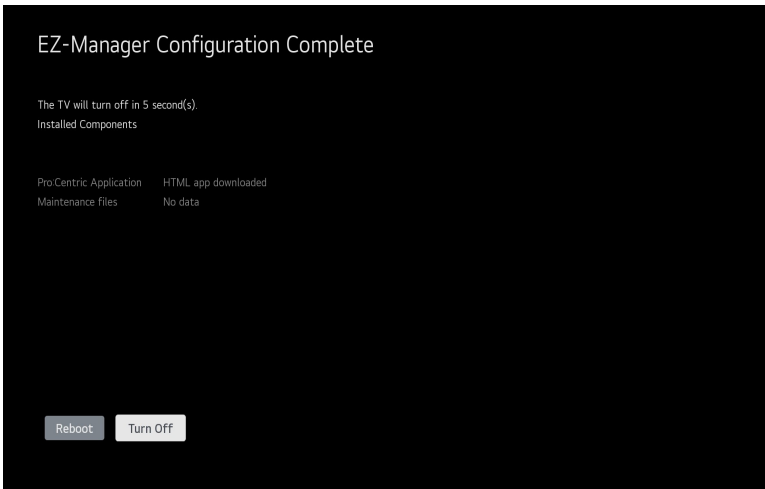 EZ-Manager Configuration Complete
The TV will turn off in 5 second(s).
Installed Components
Pro:Centric Application HTML app downloaded
Maintenance files No data
Reboot Turn Off